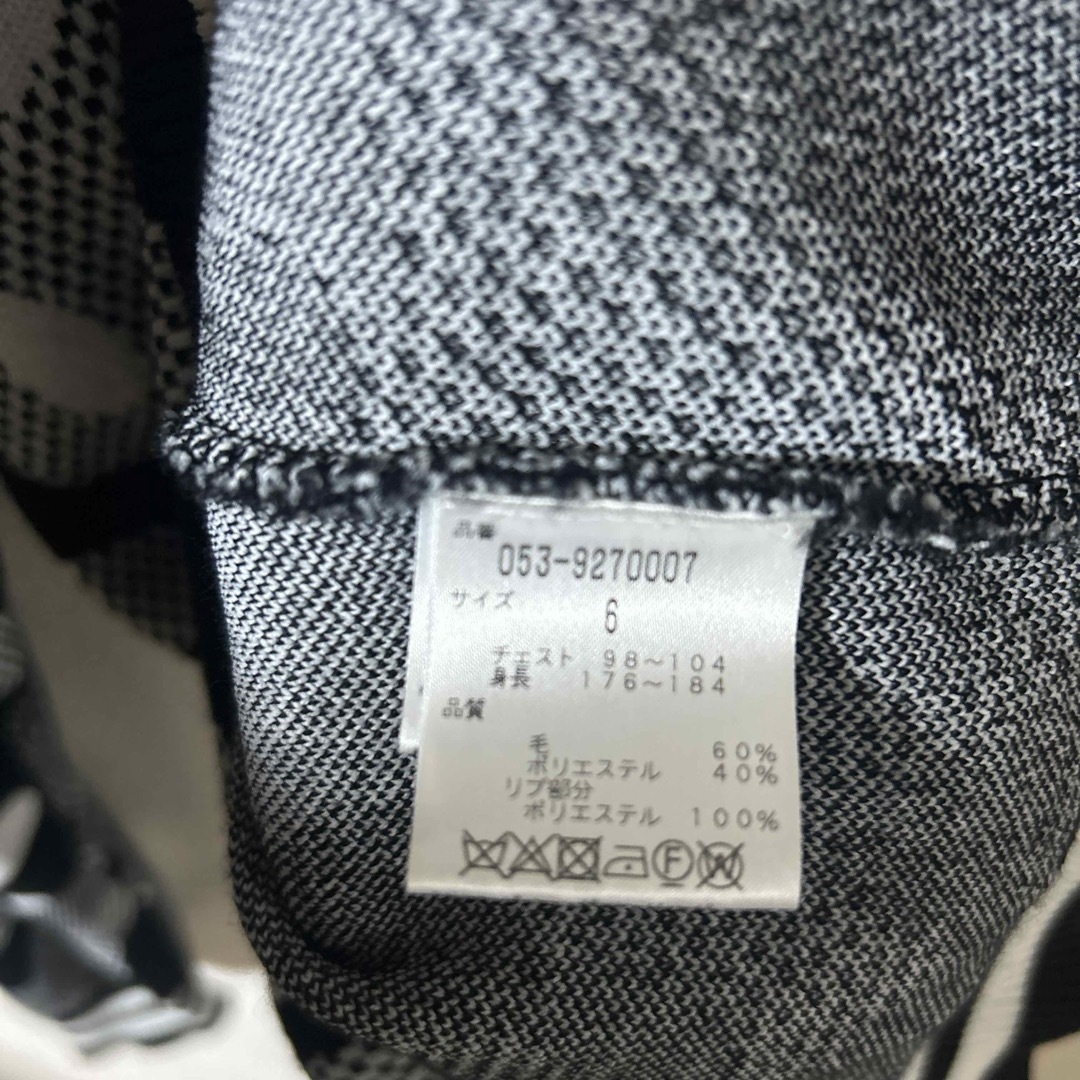 品番
053-9270007
サイズ
6
チェスト 98～104
身長 176～184
品質
毛 60%
ポリエステル 40%
リブ部分
ポリエステル 100%
F W